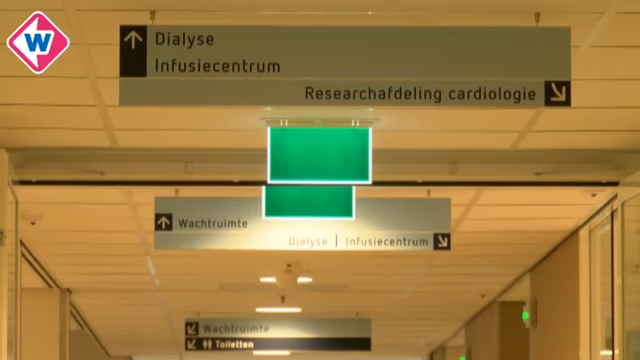 W
Dialyse
Infusiecentrum
Researchafdeling cardiologie
Wachtruimte
Dialyse | Infusiecentrum
Wachtruimte
Toiletten